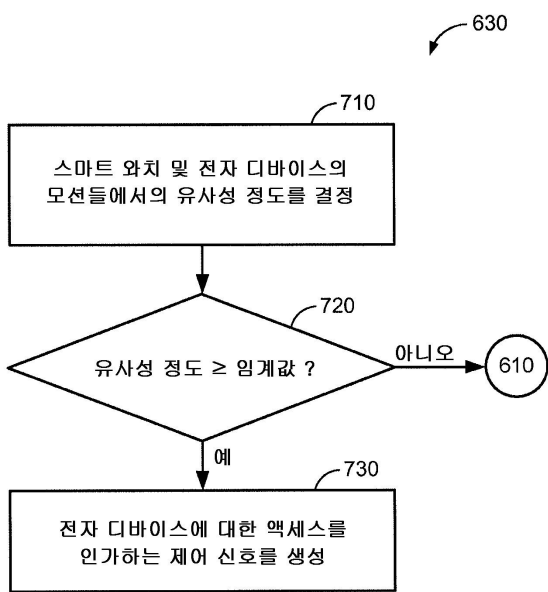 630
710
스마트 와치 및 전자 디바이스의
모션들에서의 유사성 정도를 결정
720
유사성 정도 ≥ 임계값 ?
아니오
610
예
730
전자 디바이스에 대한 액세스를
인가하는 제어 신호를 생성